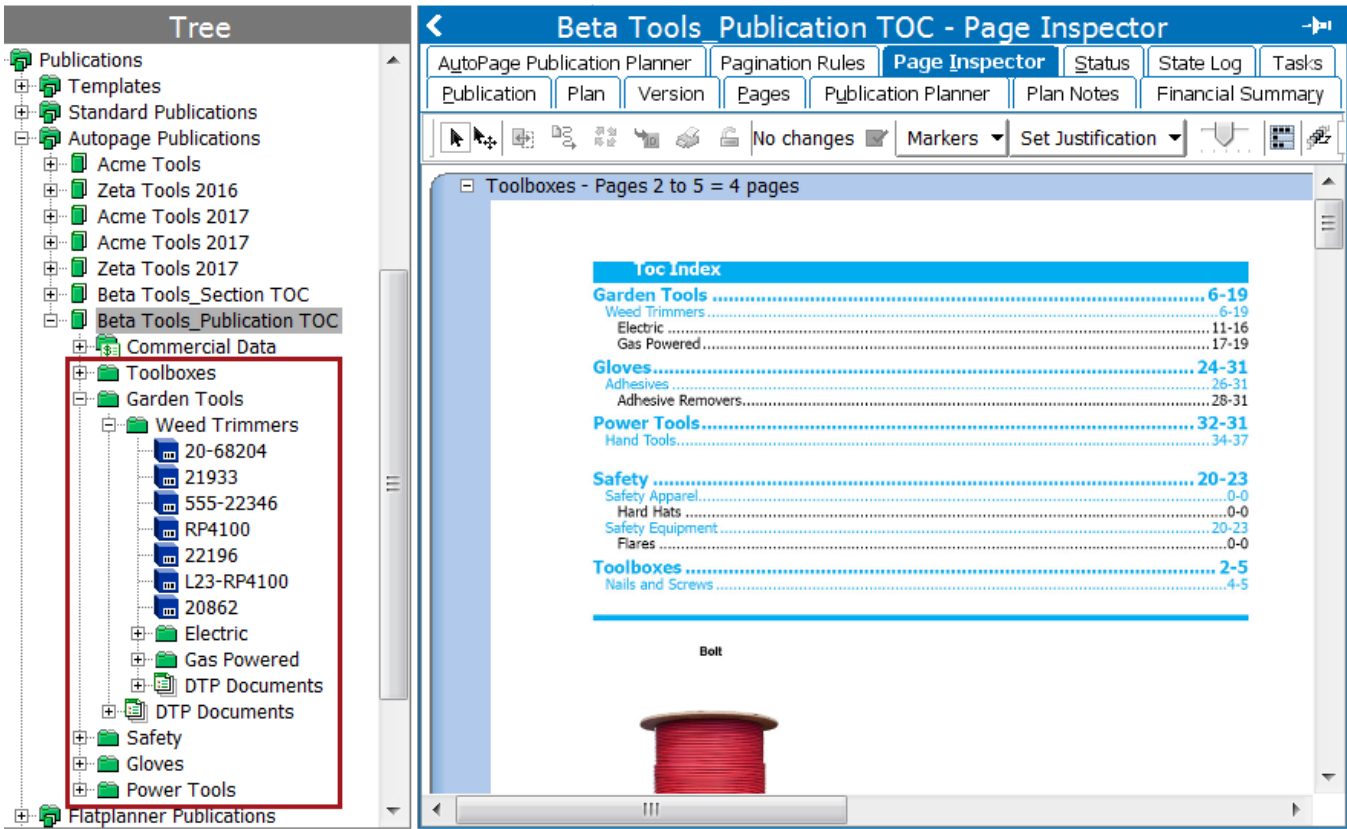 Tree
Publications
Templates
Standard Publications
Autopage Publications
Acme Tools
Zeta Tools 2016
Acme Tools 2017
Acme Tools 2017
Zeta Tools 2017
Beta Tools_Section TOC
Beta Tools_Publication TOC
Commercial Data
Toolboxes
Garden Tools
Weed Trimmers
20-68204
21933
555-22346
RP4100
22196
L23-RP4100
20862
Electric
Gas Powered
DTP Documents
DTP Documents
Safety
Gloves
Power Tools
Flatplanner Publications
Beta Tools_Publication TOC - Page Inspector
AutoPage Publication Planner Pagination Rules Page Inspector Status State Log Tasks
Publication Plan Version Pages Publication Planner Plan Notes Financial Summary
No changes Markers Set Justification
Toolboxes - Pages 2 to 5 = 4 pages
Toc Index
Garden Tools ........ 6-19
Weed Trimmers ........ 6-19
Electric ........ 11-16
Gas Powered ........ 17-19
Gloves ........ 24-31
Adhesives ........ 26-31
Adhesive Removers ........ 28-31
Power Tools ........ 32-31
Hand Tools ........ 34-37
Safety ........ 20-23
Safety Apparel ........ 0-0
Hard Hats ........ 0-0
Safety Equipment ........ 20-23
Flares ........ 0-0
Toolboxes ........ 2-5
Nails and Screws ........ 4-5
Bolt